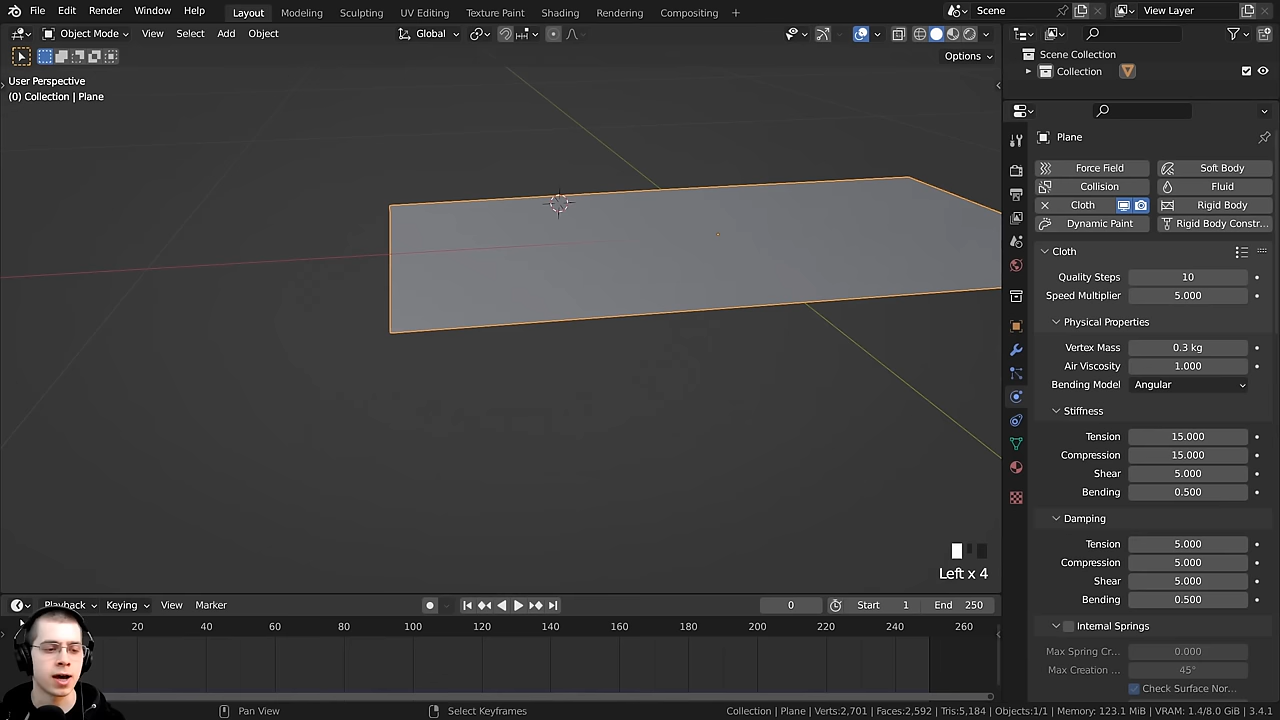 File Edit Render Window Help Layout Modeling Sculpting UV Editing Texture Paint Shading Rendering Compositing + Scene View Layer
Object Mode View Select Add Object Global
Options
User Perspective
(0) Collection | Plane
Scene Collection
Collection
Plane
Force Field Soft Body
Collision Fluid
Cloth Rigid Body
Dynamic Paint Rigid Body Constr...
Cloth
Quality Steps 10
Speed Multiplier 5.000
Physical Properties
Vertex Mass 0.3 kg
Air Viscosity 1.000
Bending Model Angular
Stiffness
Tension 15.000
Compression 15.000
Shear 5.000
Bending 0.500
Damping
Tension 5.000
Compression 5.000
Shear 5.000
Bending 0.500
Internal Springs
Max Spring Cr... 0.000
Max Creation ... 45°
Check Surface Nor...
Left x 4
Playback Keying View Marker 0 Start 1 End 250
20 40 60 80 100 120 140 160 180 200 220 240 260
Pan View Select Keyframes
Collection | Plane | Verts:2,701 | Faces:2,592 | Tris:5,184 | Objects:1/1 | Memory: 123.1 MiB | VRAM: 1.4/8.0 GiB | 3.4.1